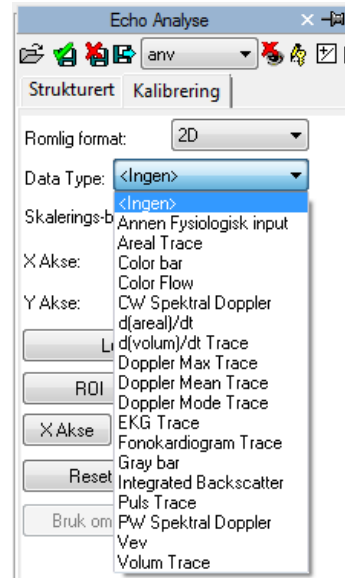 Echo Analyse
anv
Strukturert Kalibrering
Romlig format: 2D
Data Type: <Ingen>
<Ingen>
Skalerings-b
Annen Fysiologisk input
Areal Trace
X Akse:
Color bar
Color Flow
Y Akse:
CW Spektral Doppler
d(areal)/dt
d(volum)/dt Trace
Doppler Max Trace
ROI
Doppler Mean Trace
Doppler Mode Trace
X Akse
EKG Trace
Fonokardiogram Trace
Gray bar
Reset
Integrated Backscatter
Puls Trace
Bruk om
PW Spektral Doppler
Vev
Volum Trace